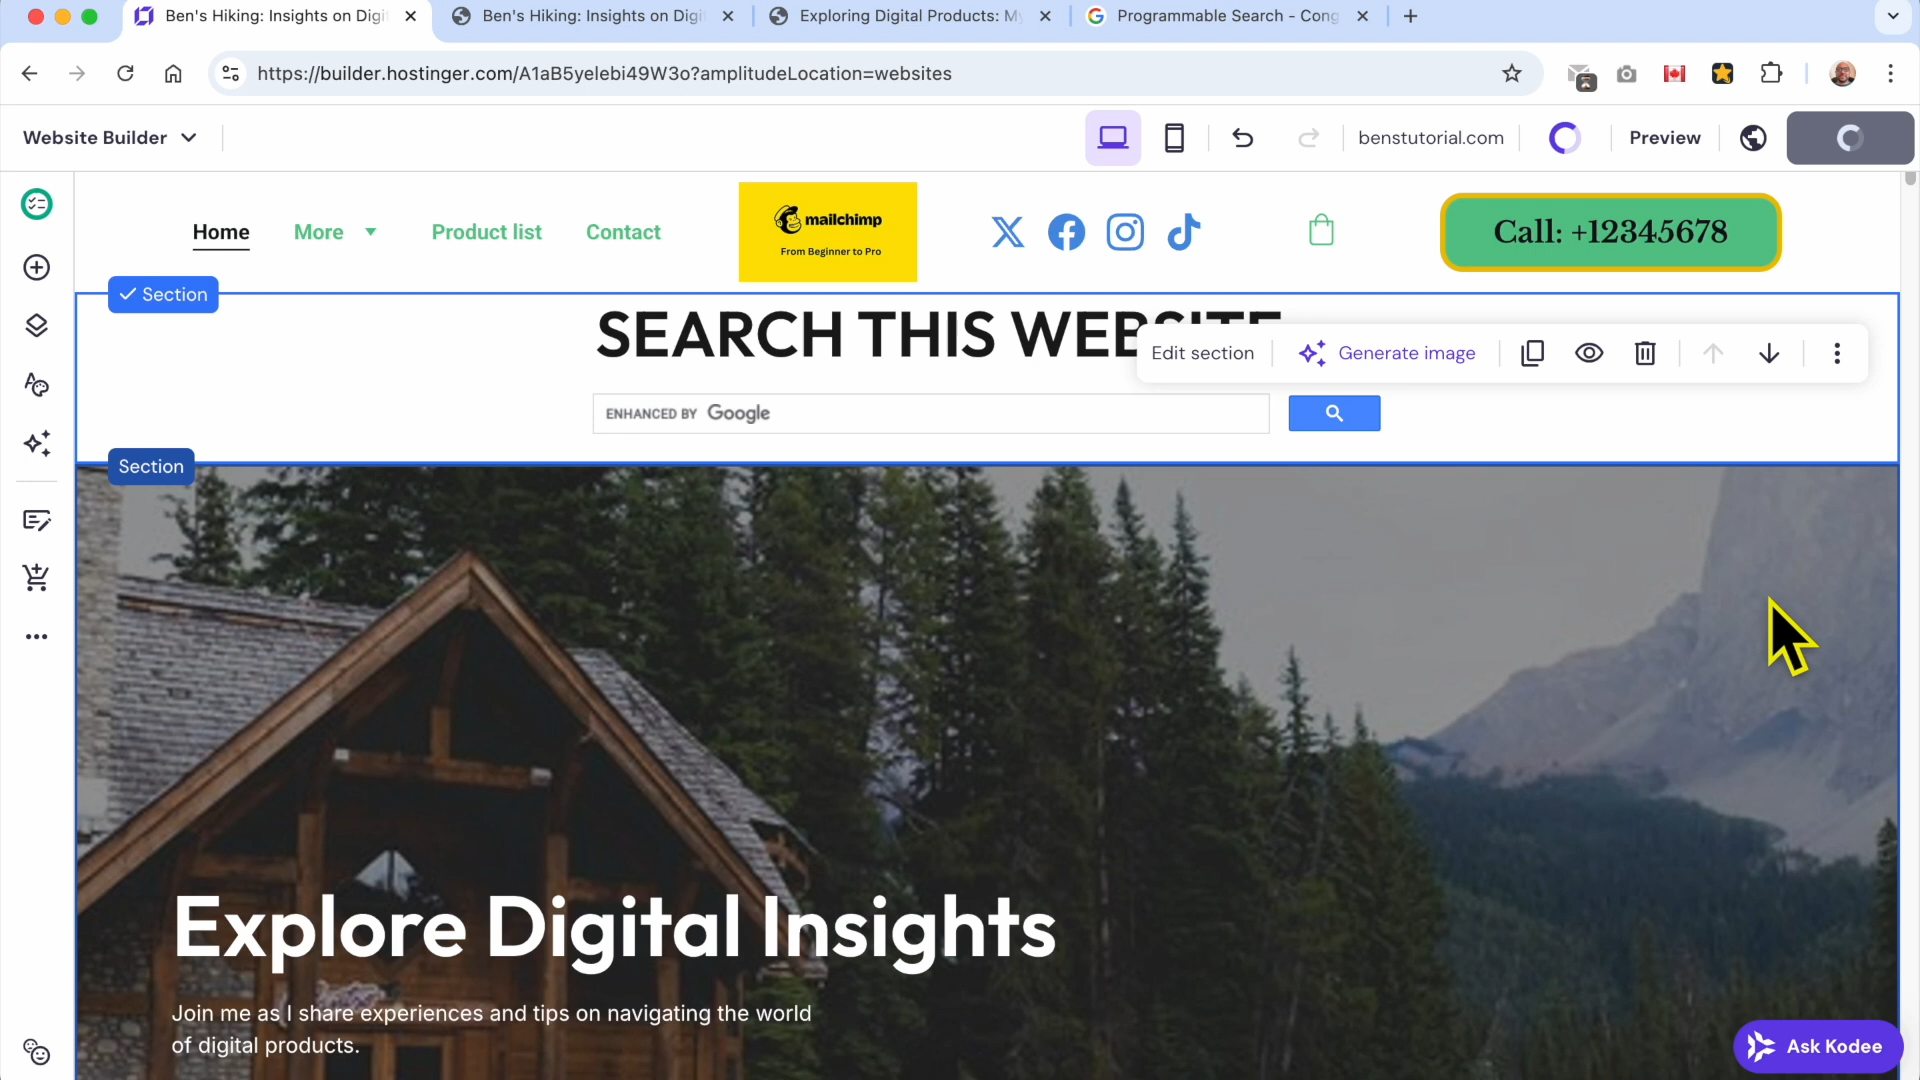 Ben's Hiking: Insights on Digi
Ben's Hiking: Insights on Digi
Exploring Digital Products: My
Programmable Search - Cong
https://builder.hostinger.com/A1aB5yelebi49W3o?amplitudeLocation=websites
Website Builder
benstutorial.com
Preview
Home
More
Product list
Contact
mailchimp
From Beginner to Pro
Call: +12345678
Section
SEARCH THIS WEBSITE
Edit section
Generate image
ENHANCED BY Google
Section
Explore Digital Insights
Join me as I share experiences and tips on navigating the world
of digital products.
Ask Kodee